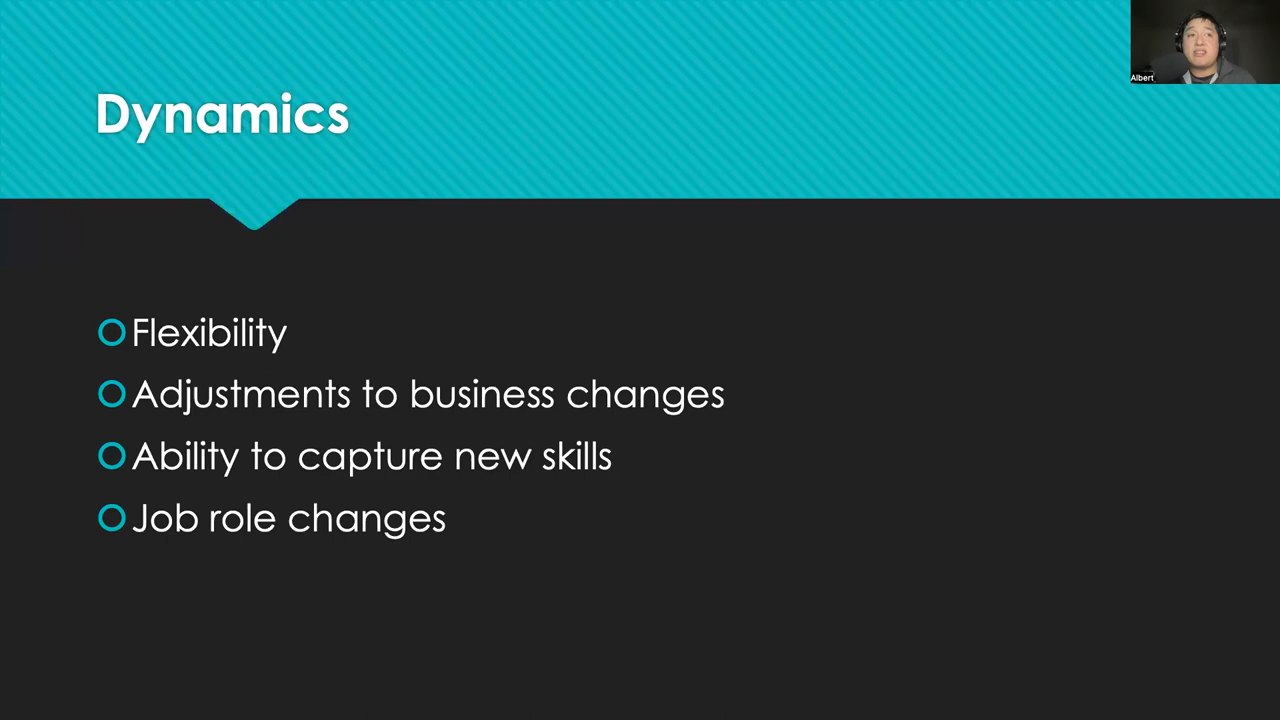 Albert
Dynamics
Flexibility
Adjustments to business changes
Ability to capture new skills
Job role changes